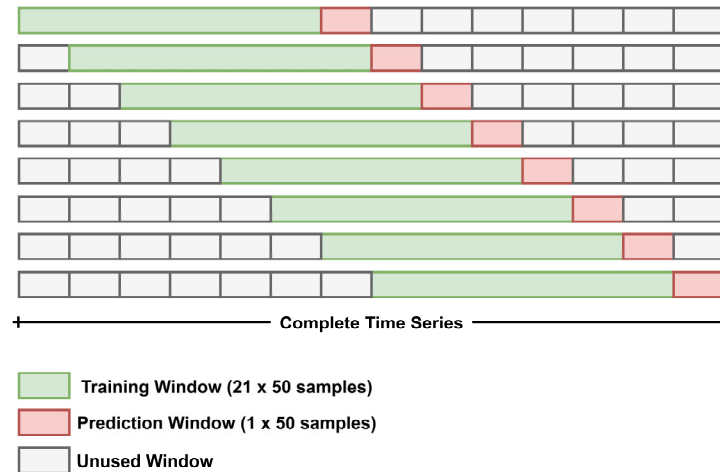 Complete Time Series
Training Window (21 x 50 samples)
Prediction Window (1 x 50 samples)
Unused Window